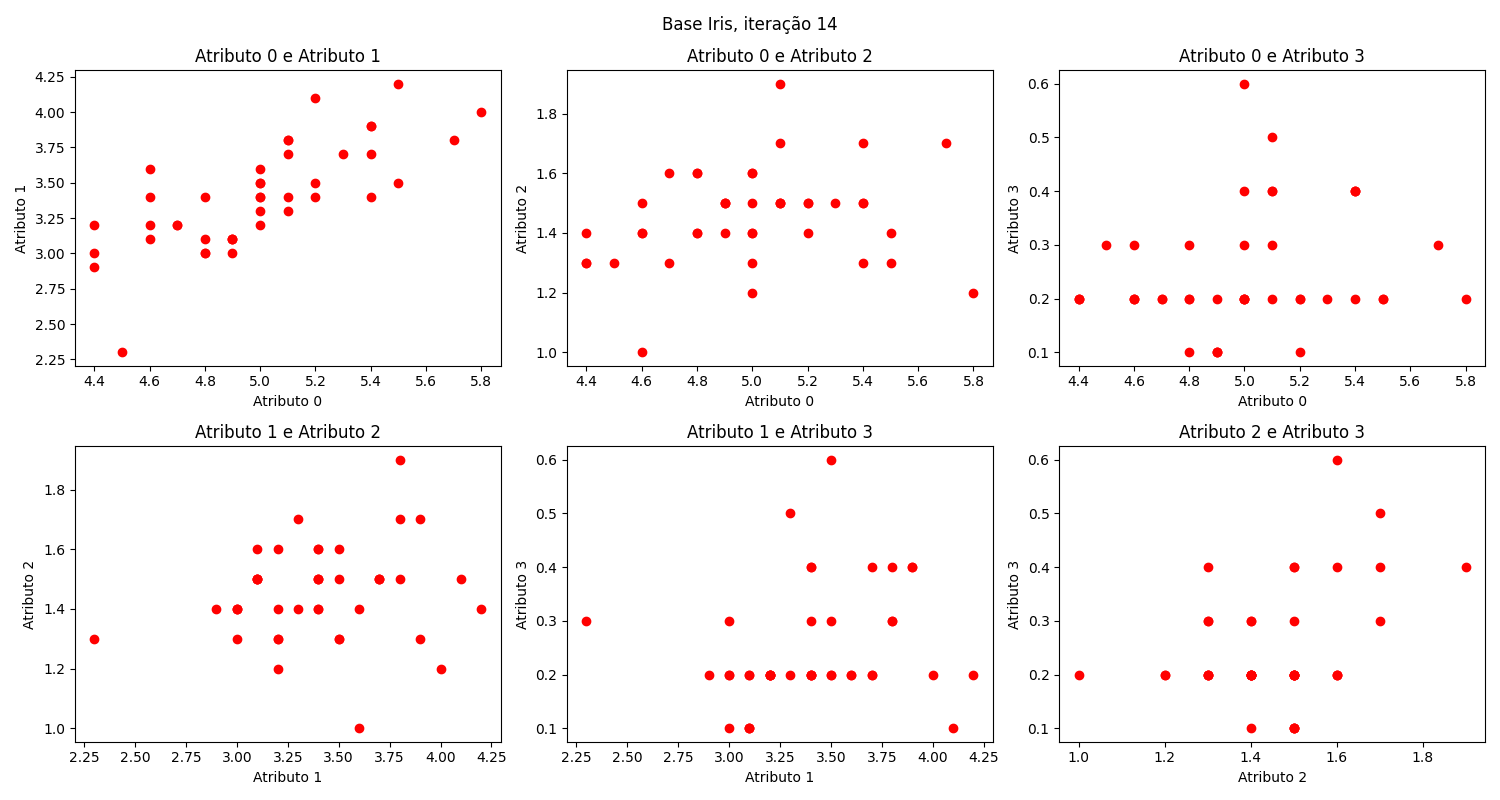 Base Iris, iteração 14
Atributo 0 e Atributo 1
4.25
4.00
3.75
3.50
3.25
3.00
2.75
2.50
2.25
Atributo 1
4.4 4.6 4.8 5.0 5.2 5.4 5.6 5.8
Atributo 0
Atributo 0 e Atributo 2
1.8
1.6
1.4
1.2
1.0
Atributo 2
4.4 4.6 4.8 5.0 5.2 5.4 5.6 5.8
Atributo 0
Atributo 0 e Atributo 3
0.6
0.5
0.4
0.3
0.2
0.1
Atributo 3
4.4 4.6 4.8 5.0 5.2 5.4 5.6 5.8
Atributo 0
Atributo 1 e Atributo 2
1.8
1.6
1.4
1.2
1.0
Atributo 2
2.25 2.50 2.75 3.00 3.25 3.50 3.75 4.00 4.25
Atributo 1
Atributo 1 e Atributo 3
0.6
0.5
0.4
0.3
0.2
0.1
Atributo 3
2.25 2.50 2.75 3.00 3.25 3.50 3.75 4.00 4.25
Atributo 1
Atributo 2 e Atributo 3
0.6
0.5
0.4
0.3
0.2
0.1
Atributo 3
1.0 1.2 1.4 1.6 1.8
Atributo 2